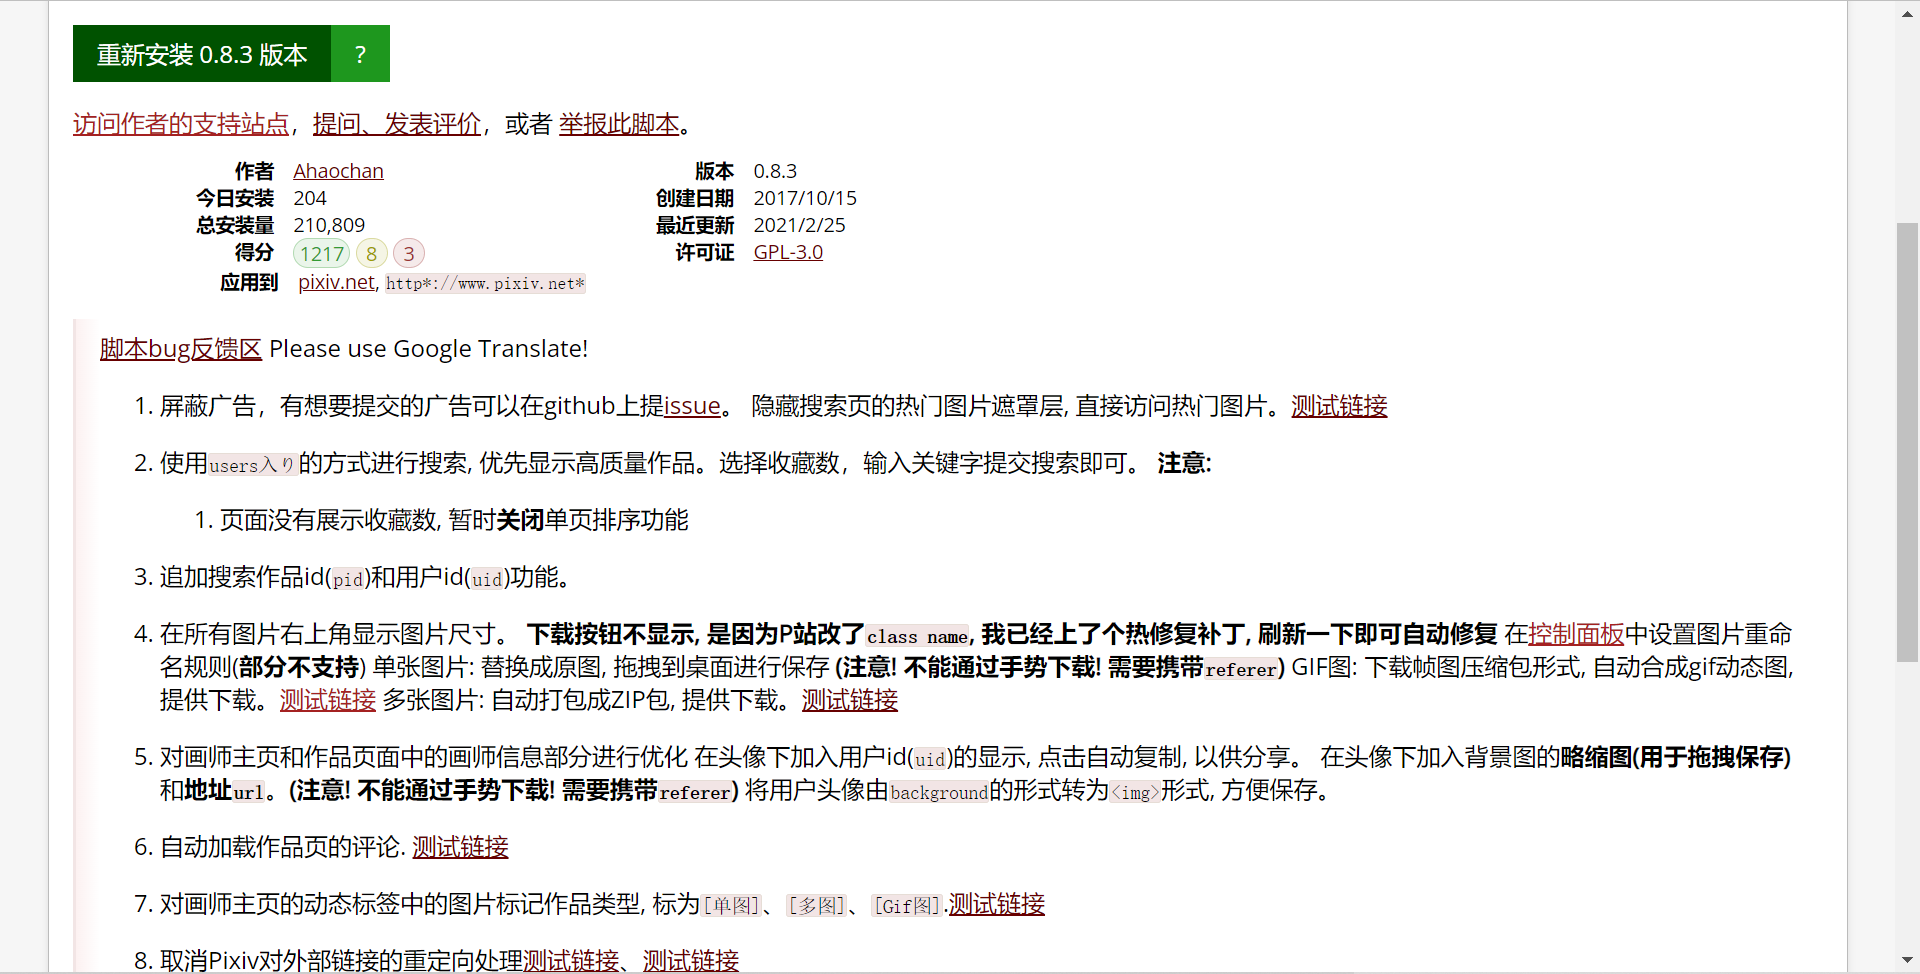 重新安装 0.8.3 版本 ?
访问作者的支持站点，提问、发表评价，或者 举报此脚本。
作者 Ahaochan 版本 0.8.3
今日安装 204 创建日期 2017/10/15
总安装量 210,809 最近更新 2021/2/25
得分 1217 8 3 许可证 GPL-3.0
应用到 pixiv.net, http*://www.pixiv.net*
脚本bug反馈区 Please use Google Translate!
1. 屏蔽广告，有想要提交的广告可以在github上提issue。 隐藏搜索页的热门图片遮罩层, 直接访问热门图片。测试链接
2. 使用users入り的方式进行搜索, 优先显示高质量作品。选择收藏数，输入关键字提交搜索即可。 注意:
1. 页面没有展示收藏数, 暂时关闭单页排序功能
3. 追加搜索作品id(pid)和用户id(uid)功能。
4. 在所有图片右上角显示图片尺寸。 下载按钮不显示, 是因为P站改了class name, 我已经上了个热修复补丁, 刷新一下即可自动修复 在控制面板中设置图片重命
名规则(部分不支持) 单张图片: 替换成原图, 拖拽到桌面进行保存 (注意! 不能通过手势下载! 需要携带referer) GIF图: 下载帧图压缩包形式, 自动合成gif动态图,
提供下载。测试链接 多张图片: 自动打包成ZIP包, 提供下载。测试链接
5. 对画师主页和作品页面中的画师信息部分进行优化 在头像下加入用户id(uid)的显示, 点击自动复制, 以供分享。 在头像下加入背景图的略缩图(用于拖拽保存)
和地址url。(注意! 不能通过手势下载! 需要携带referer) 将用户头像由background的形式转为<img>形式, 方便保存。
6. 自动加载作品页的评论. 测试链接
7. 对画师主页的动态标签中的图片标记作品类型, 标为[单图]、[多图]、[Gif图].测试链接
8. 取消Pixiv对外部链接的重定向处理测试链接、测试链接